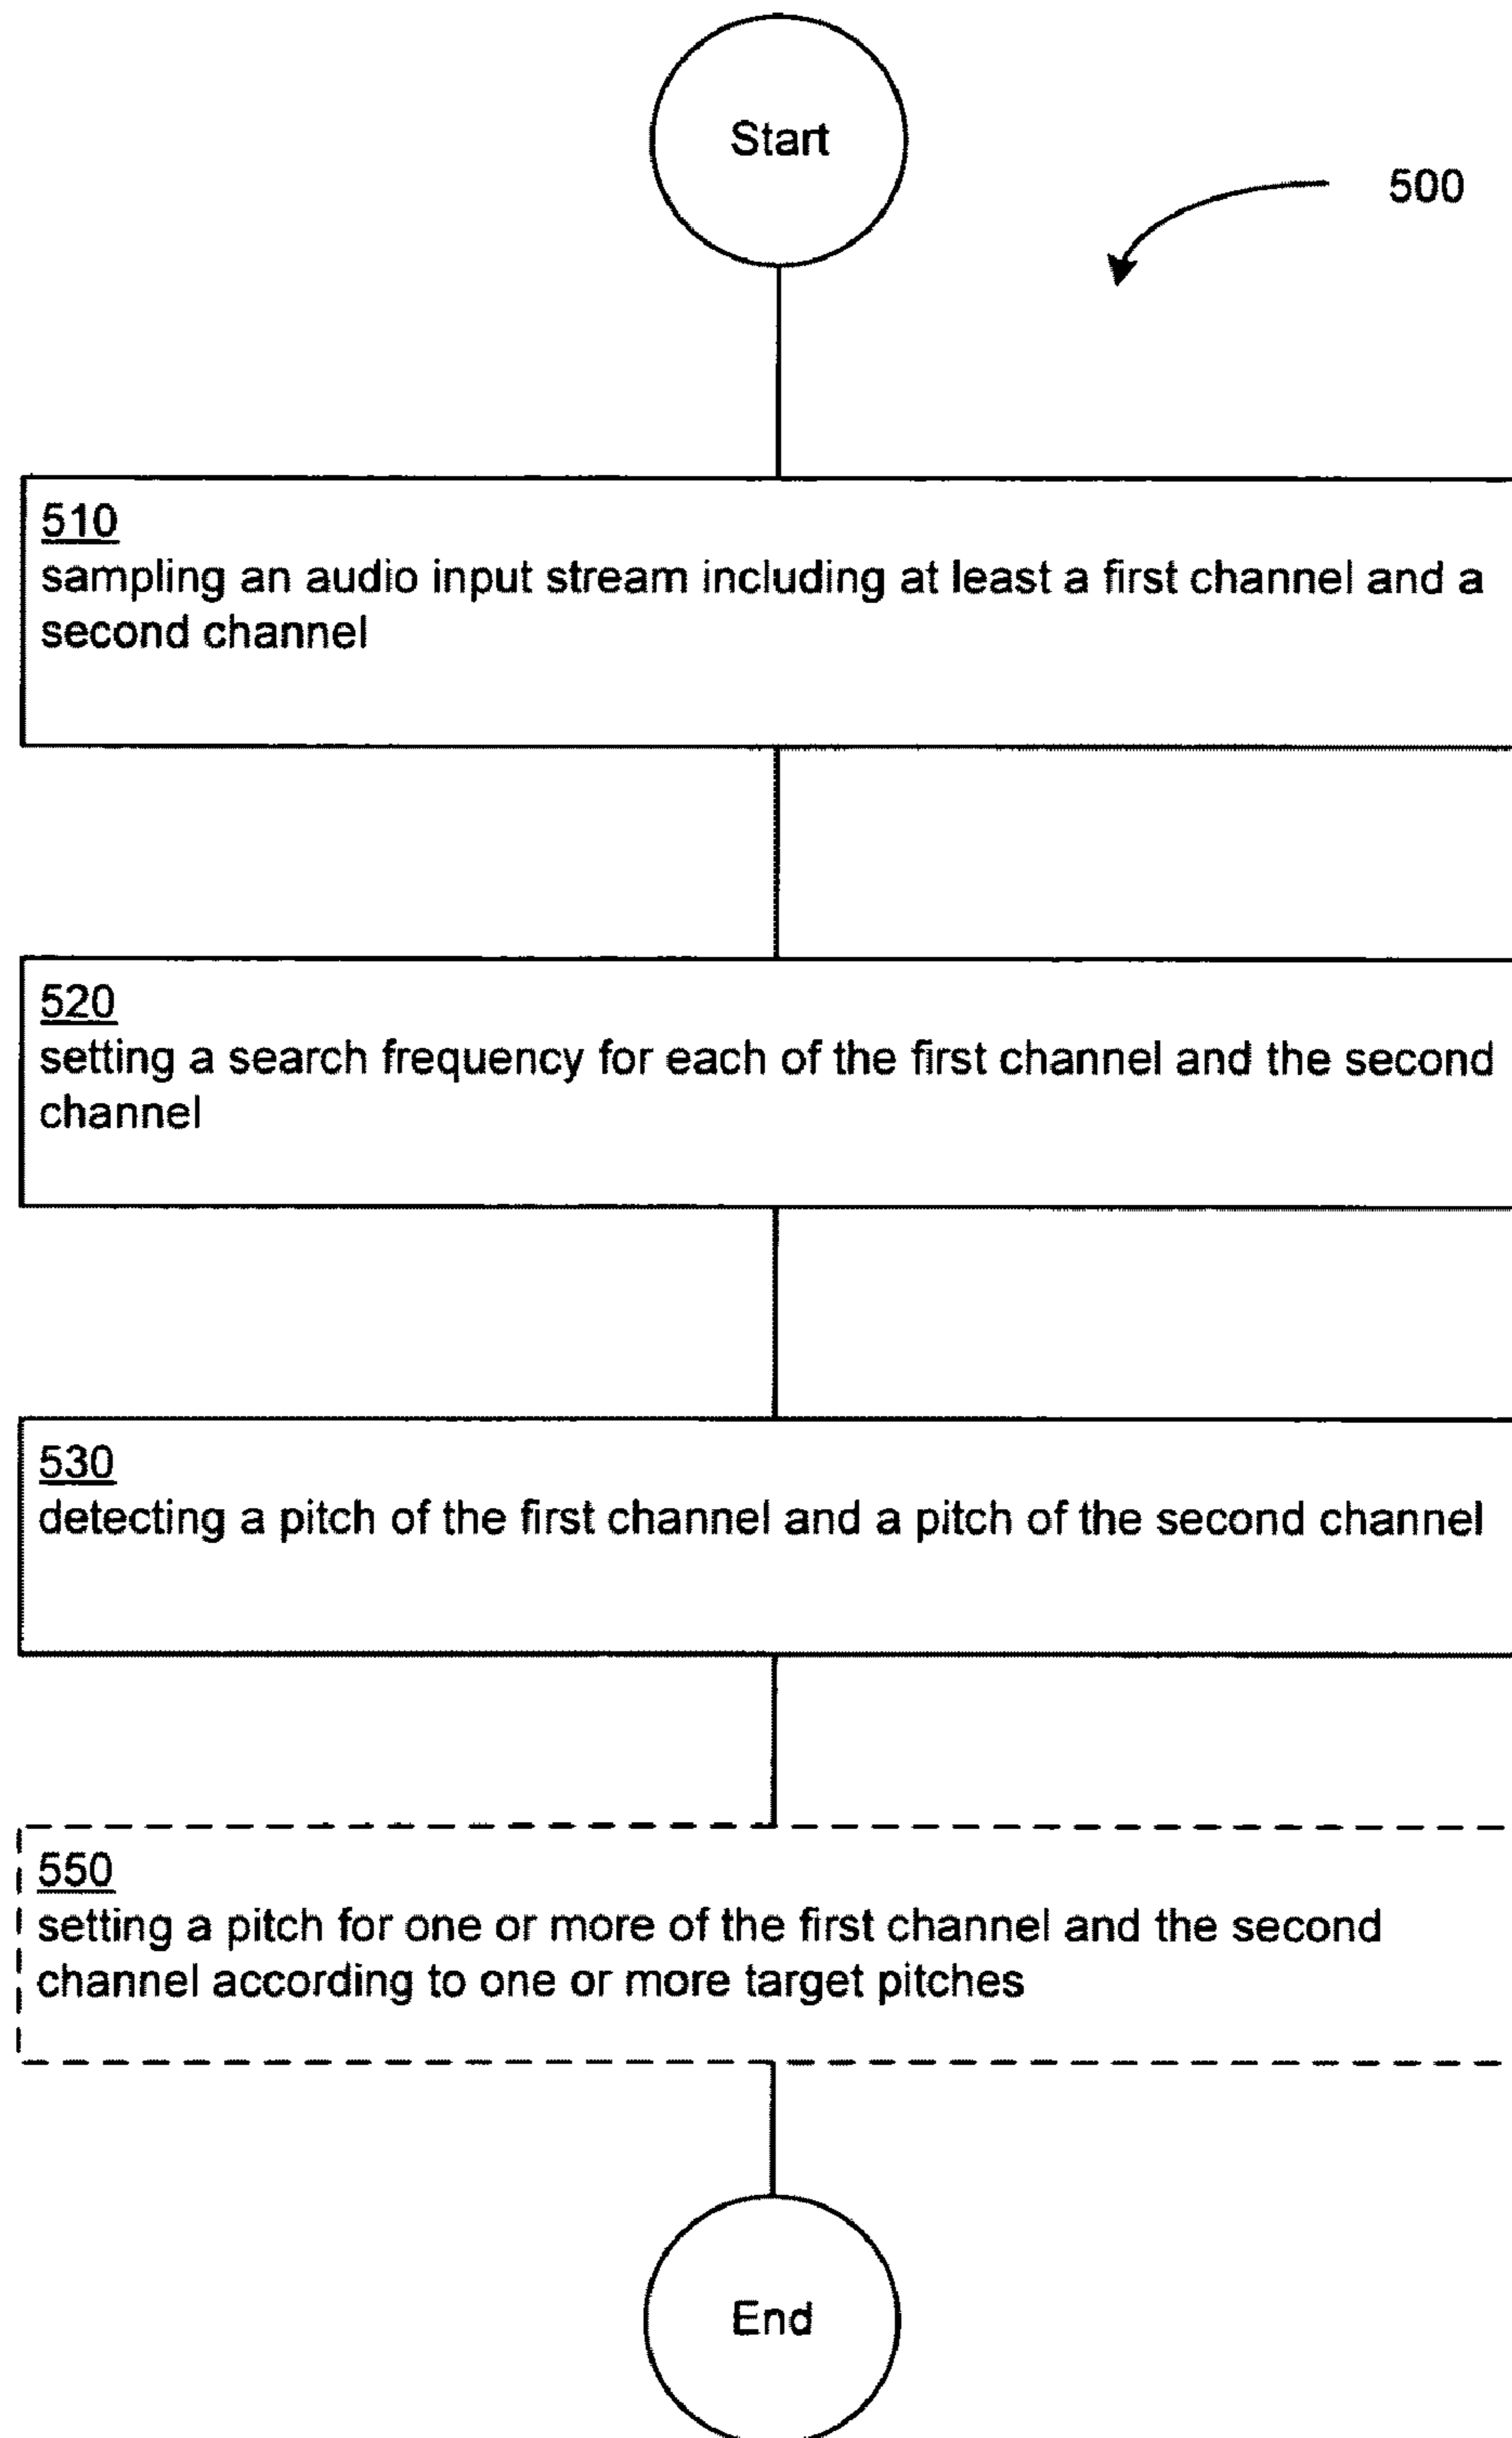 Start
500
510
sampling an audio input stream including at least a first channel and a
second channel
520
setting a search frequency for each of the first channel and the second
channel
530
detecting a pitch of the first channel and a pitch of the second channel
550
setting a pitch for one or more of the first channel and the second
channel according to one or more target pitches
End